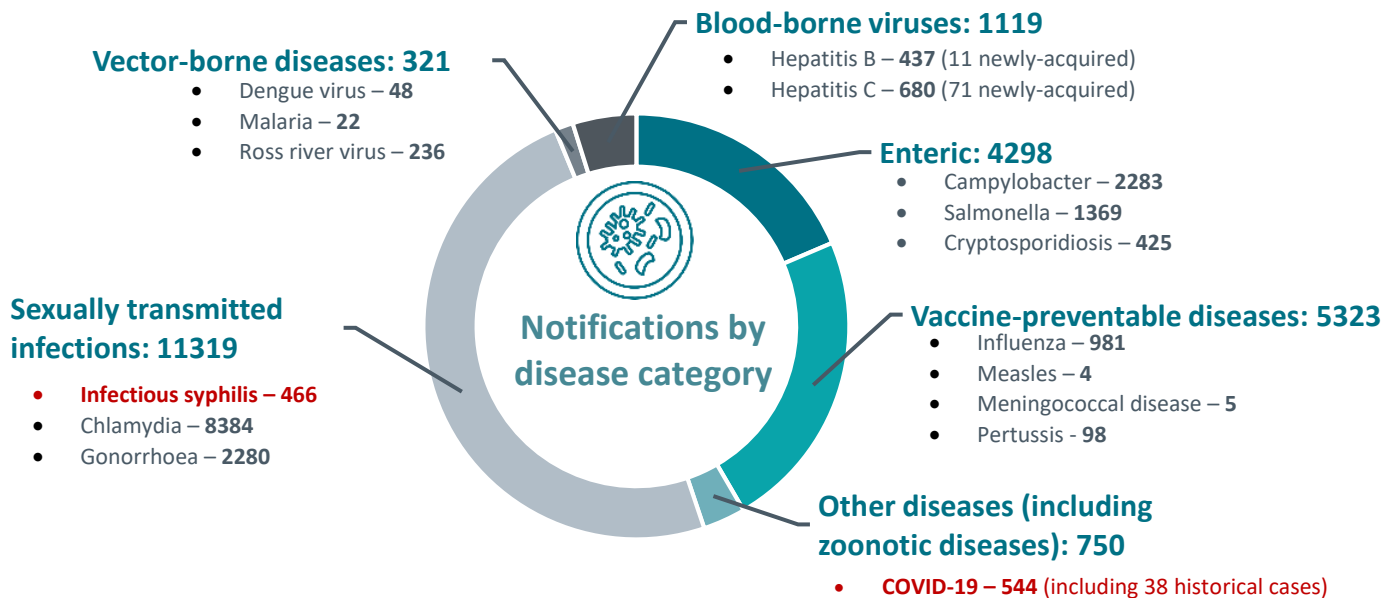 Blood-borne viruses: 1119
• Hepatitis B – 437 (11 newly-acquired)
• Hepatitis C – 680 (71 newly-acquired)
Vector-borne diseases: 321
• Dengue virus – 48
• Malaria – 22
• Ross river virus – 236
Enteric: 4298
• Campylobacter – 2283
• Salmonella – 1369
• Cryptosporidiosis – 425
Sexually transmitted
infections: 11319
• Infectious syphilis – 466
• Chlamydia – 8384
• Gonorrhoea – 2280
Notifications by
disease category
Vaccine-preventable diseases: 5323
• Influenza – 981
• Measles – 4
• Meningococcal disease – 5
• Pertussis - 98
Other diseases (including
zoonotic diseases): 750
• COVID-19 – 544 (including 38 historical cases)